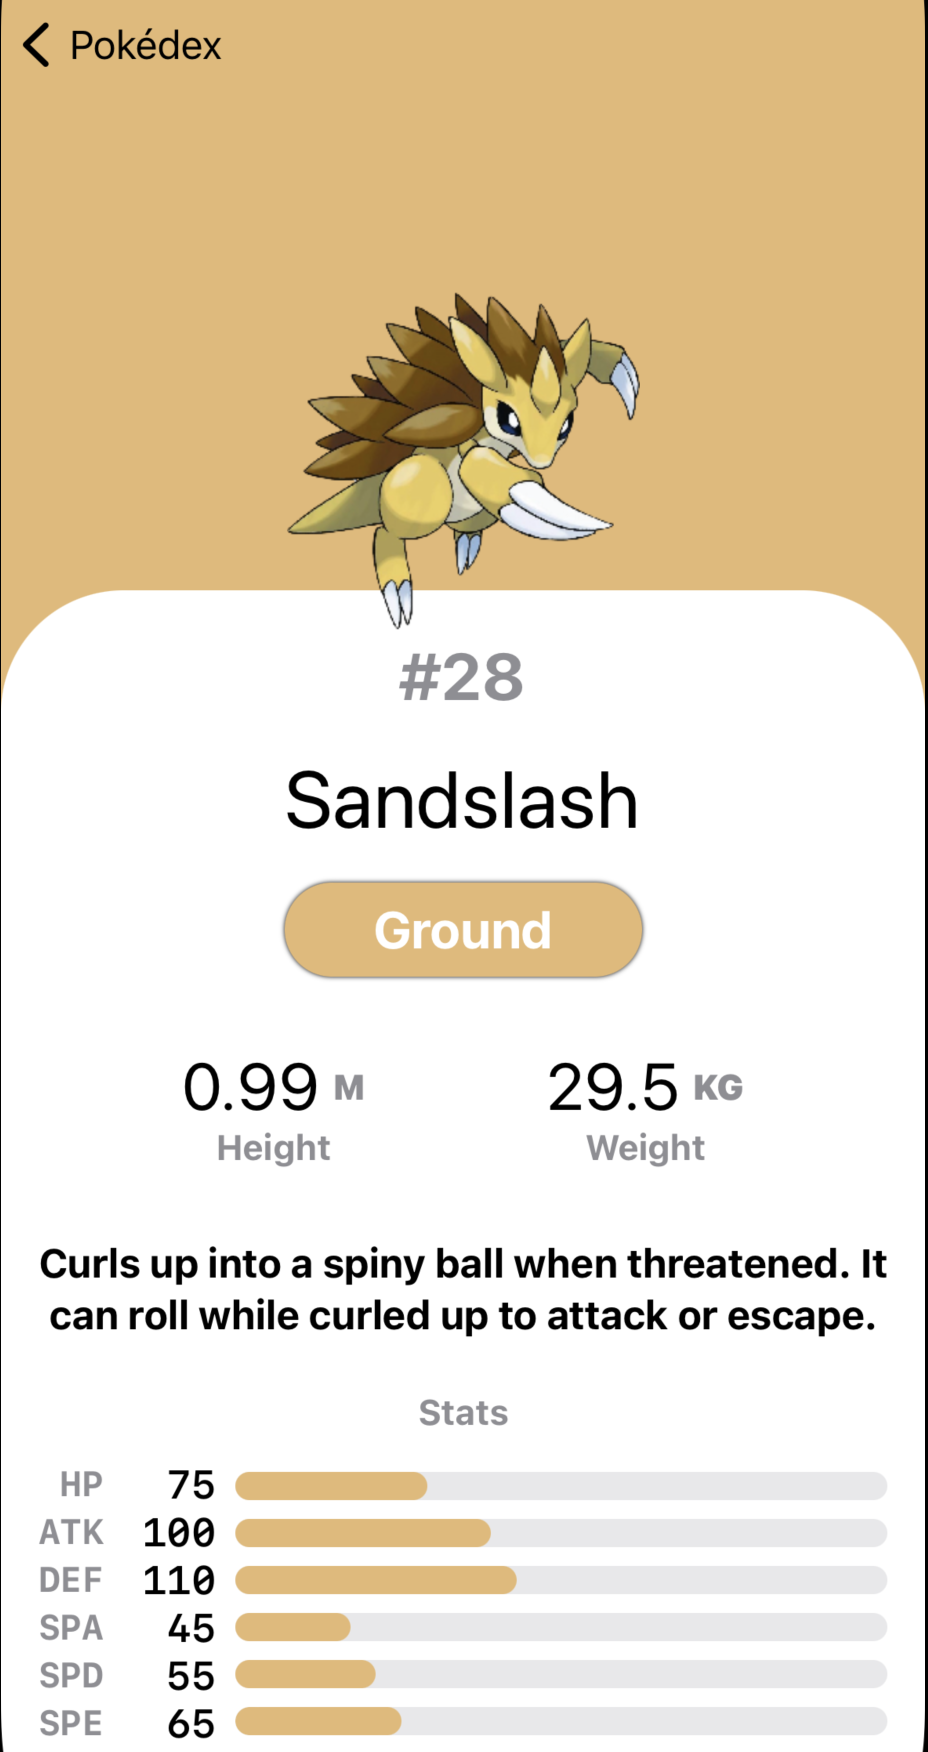 Pokédex
#28
Sandslash
Ground
0.99 M 29.5 KG
Height Weight
Curls up into a spiny ball when threatened. It
can roll while curled up to attack or escape.
Stats
HP 75
ATK 100
DEF 110
SPA 45
SPD 55
SPE 65